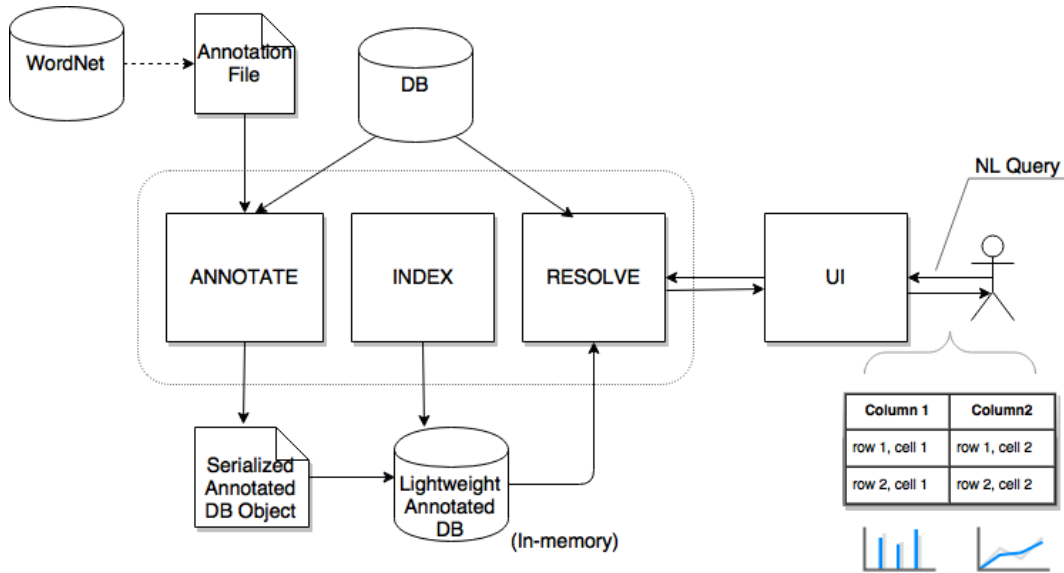 WordNet
Annotation
File
DB
NL Query
ANNOTATE
INDEX
RESOLVE
UI
Serialized
Annotated
DB Object
Lightweight
Annotated
DB
(In-memory)
Column 1
Column2
row 1, cell 1
row 1, cell 2
row 2, cell 1
row 2, cell 2